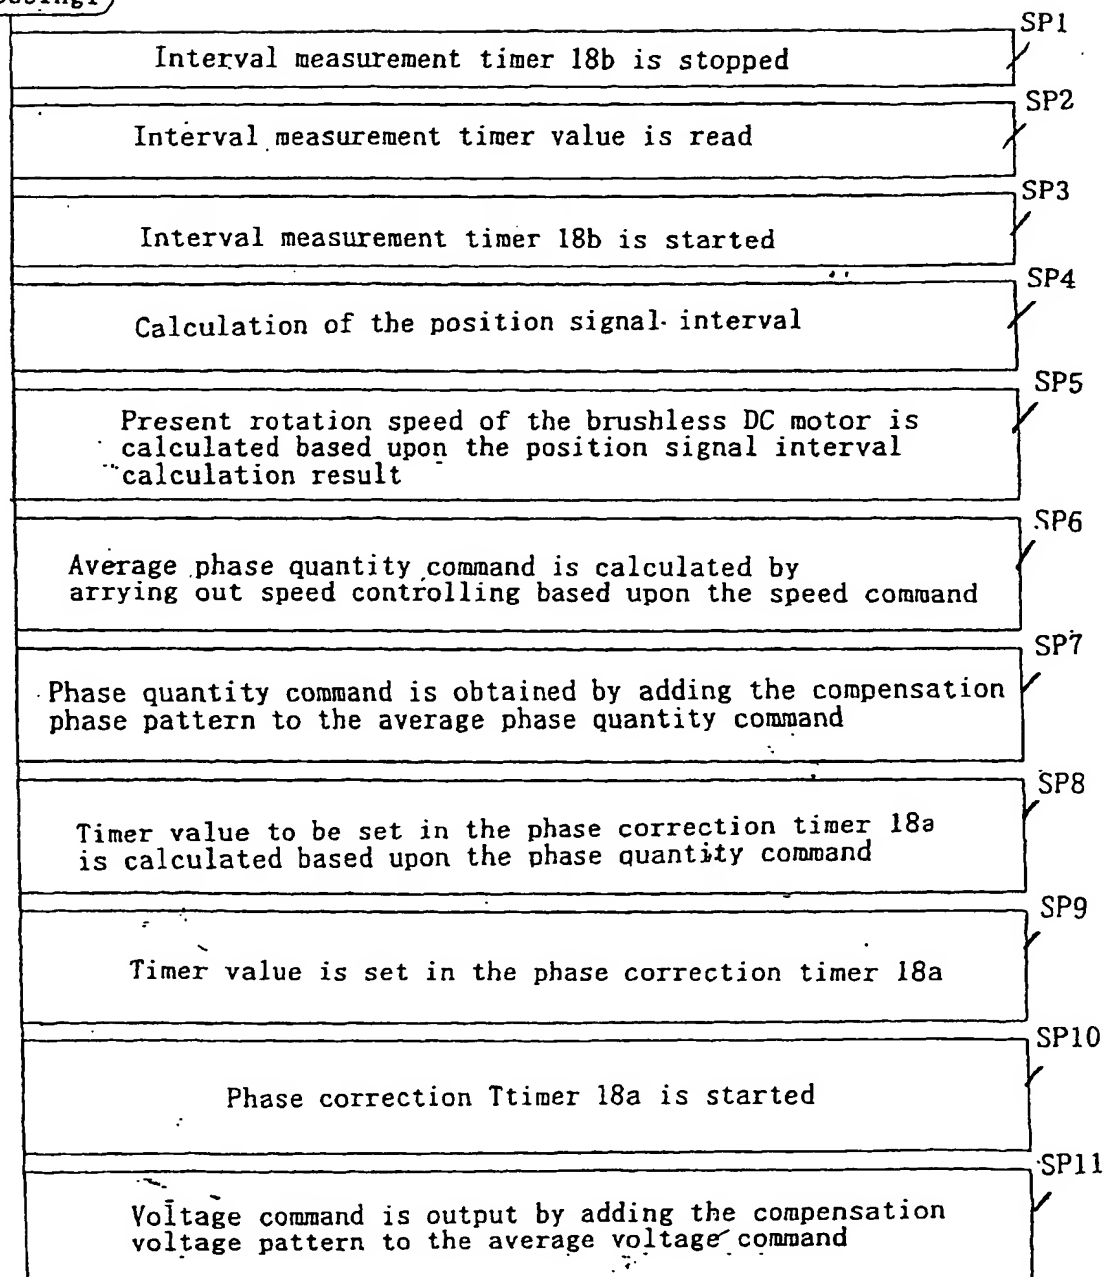 SP1
Interval measurement timer 18b is stopped
SP2
Interval measurement timer value is read
SP3
Interval measurement timer 18b is started
SP4
Calculation of the position signal interval
SP5
Present rotation speed of the brushless DC motor is
calculated based upon the position signal interval
calculation result
SP6
Average phase quantity command is calculated by
arrying out speed controlling based upon the speed command
SP7
Phase quantity command is obtained by adding the compensation
phase pattern to the average phase quantity command
SP8
Timer value to be set in the phase correction timer 18a
is calculated based upon the phase quantity command
SP9
Timer value is set in the phase correction timer 18a
SP10
Phase correction Ttimer 18a is started
SP11
Voltage command is output by adding the compensation
voltage pattern to the average voltage command